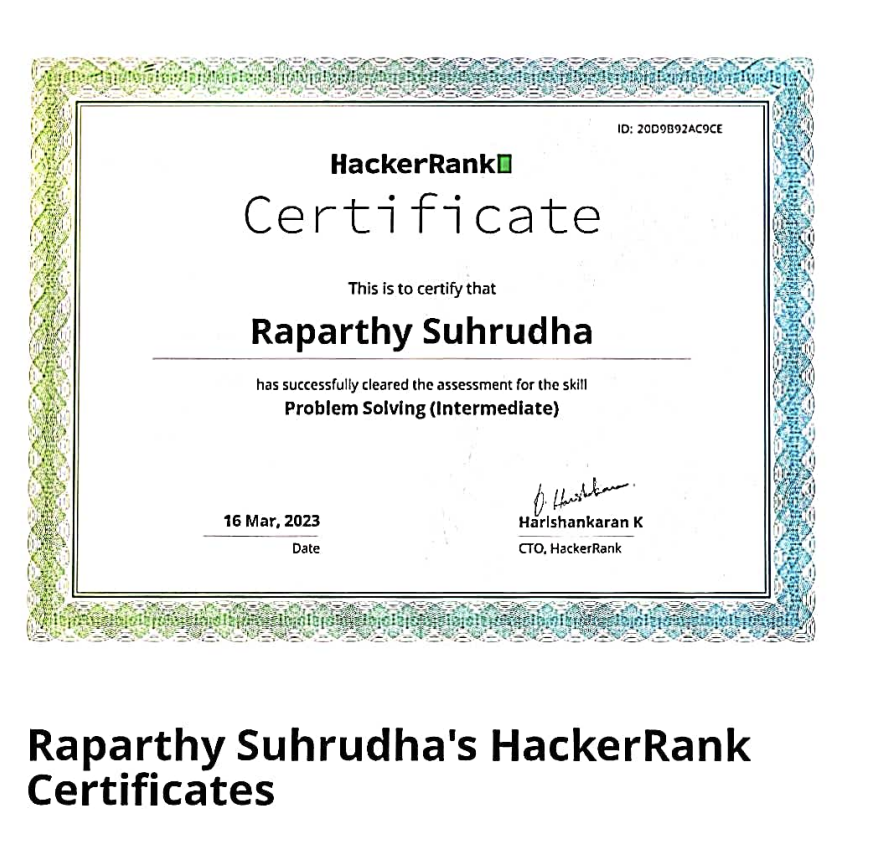 ID: 20D9B92AC9CE
HackerRank
Certificate
This is to certify that
Raparthy Suhrudha
has successfully cleared the assessment for the skill
Problem Solving (Intermediate)
16 Mar, 2023
Date
Harishankaran K
CTO, HackerRank
Raparthy Suhrudha's HackerRank
Certificates